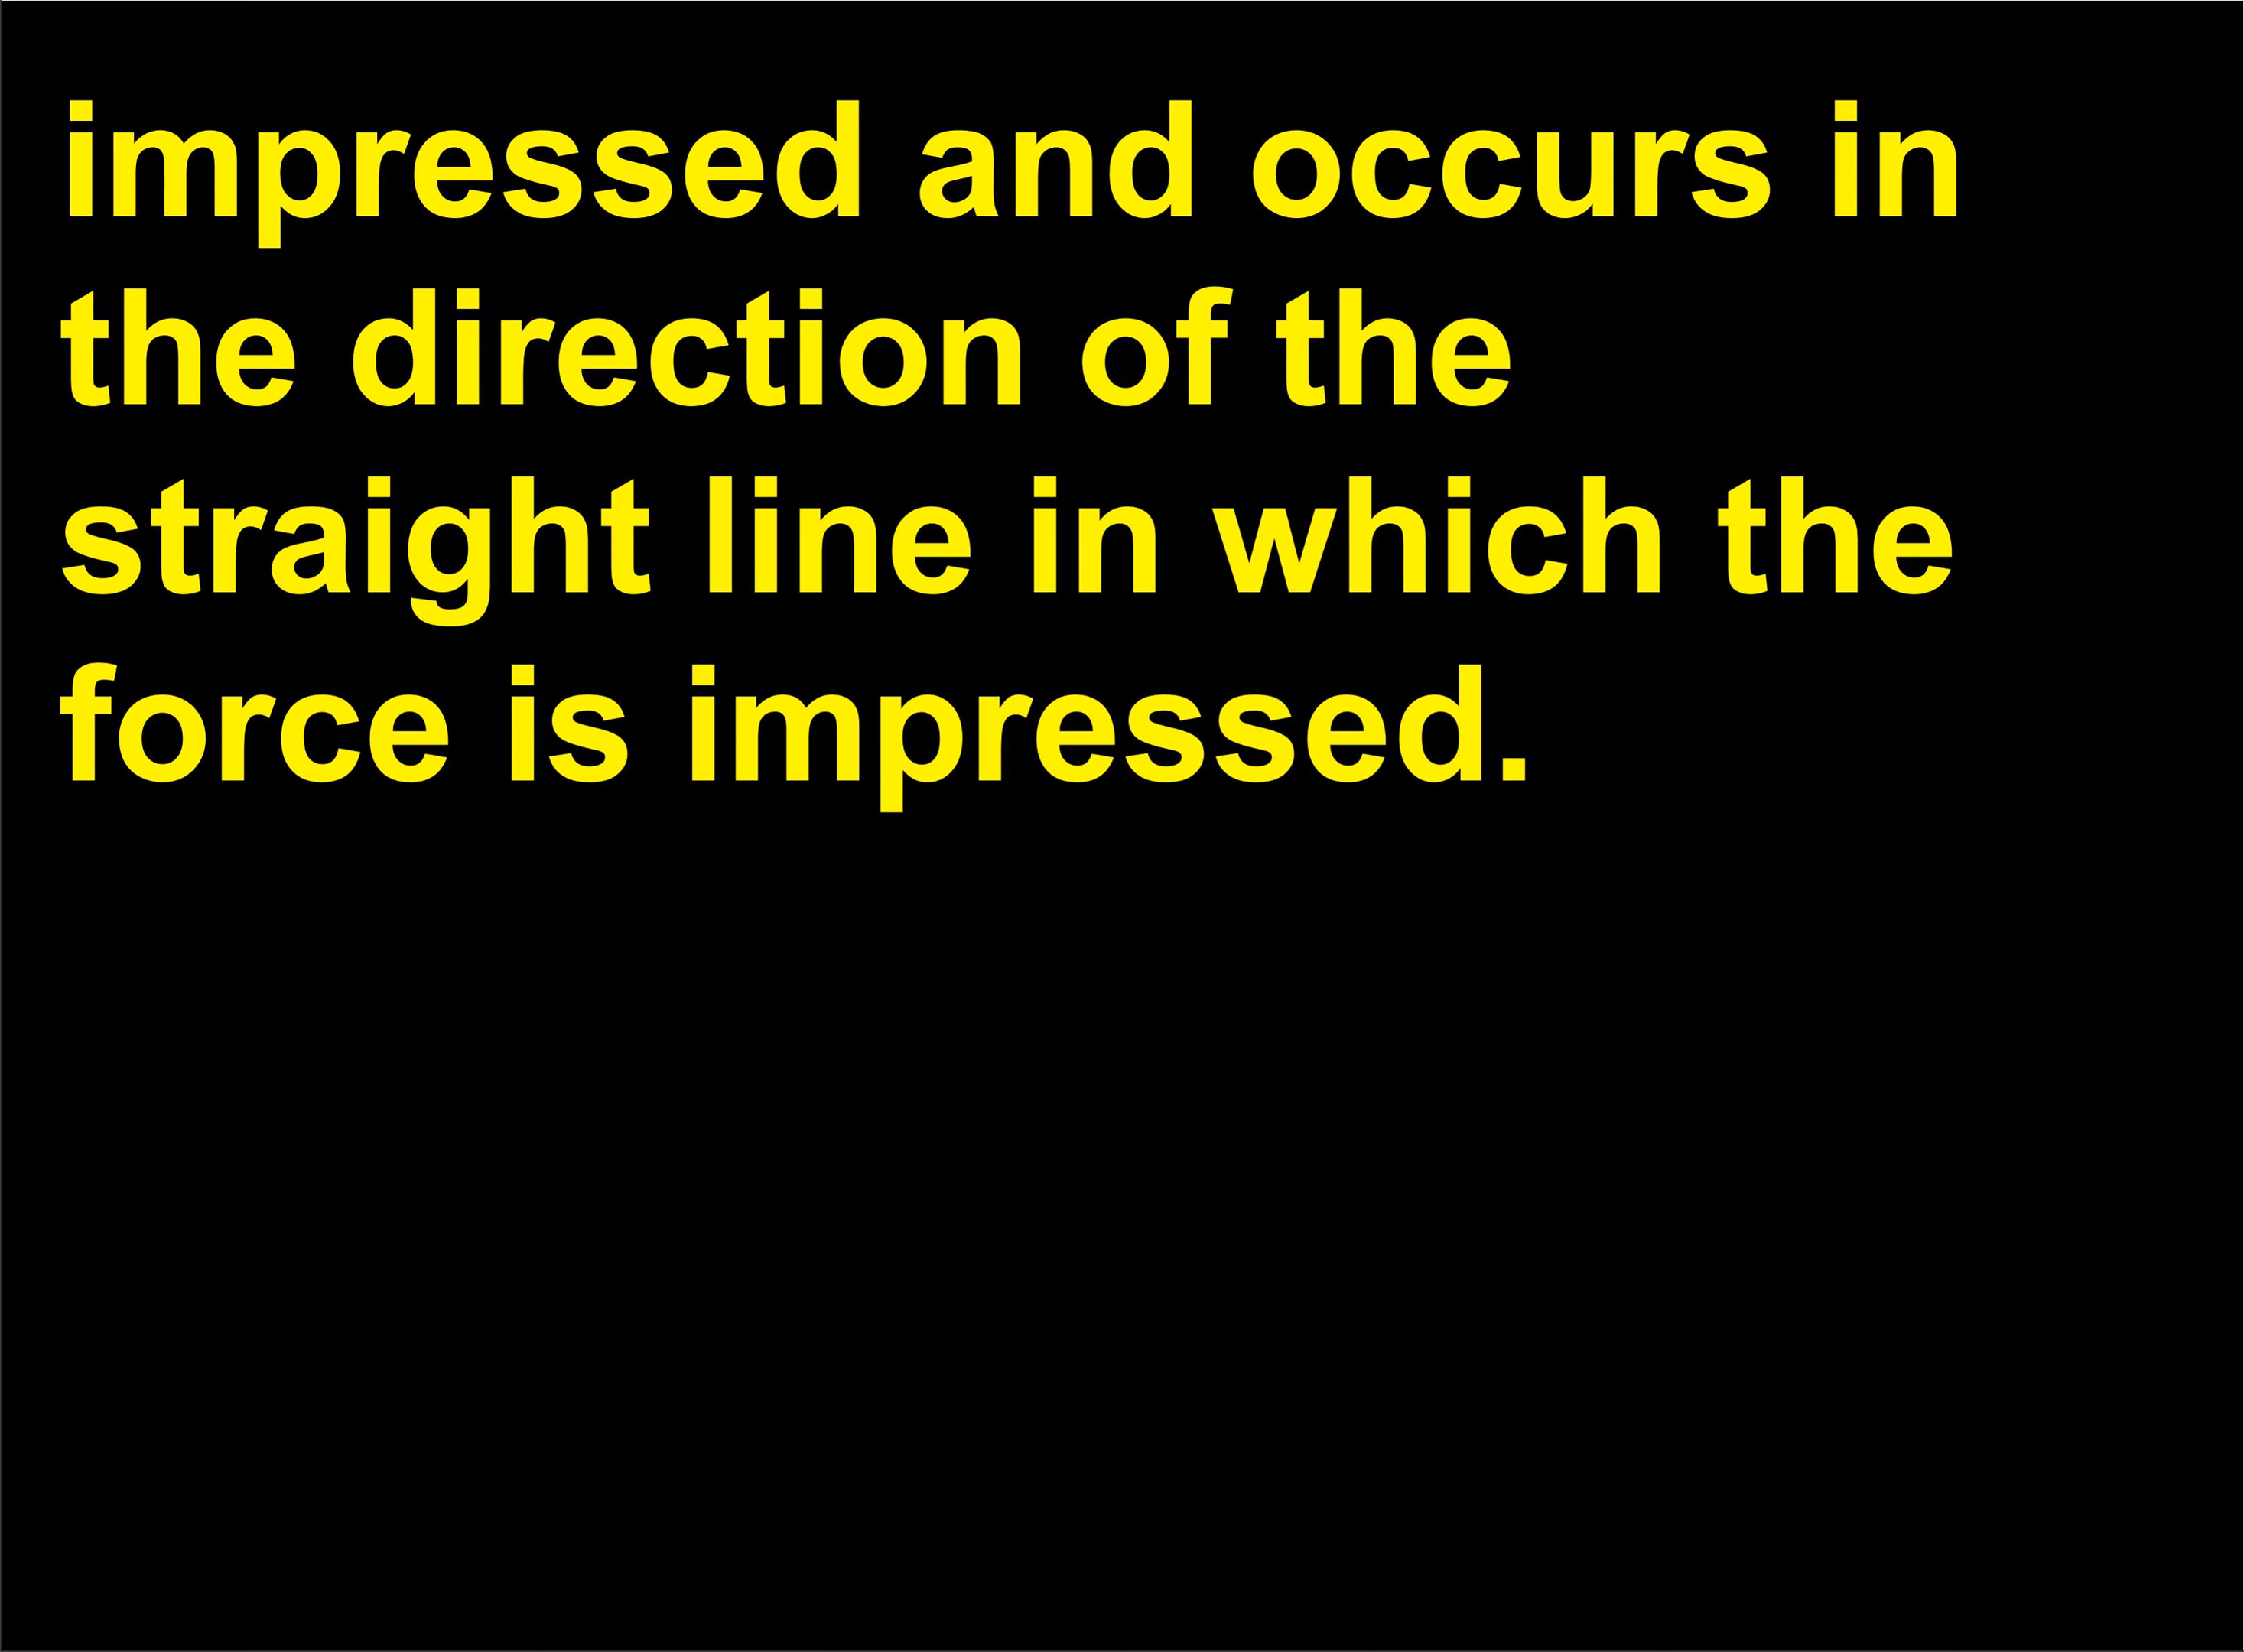 impressed and occurs in
the direction of the
straight line in which the
force is impressed.